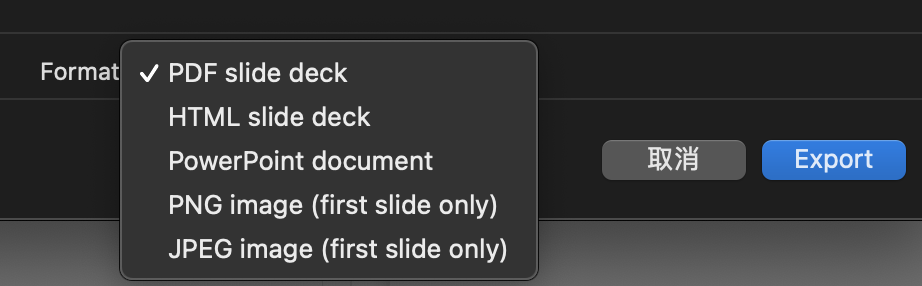 Format
✓ PDF slide deck
HTML slide deck
PowerPoint document
PNG image (first slide only)
JPEG image (first slide only)
取消
Export